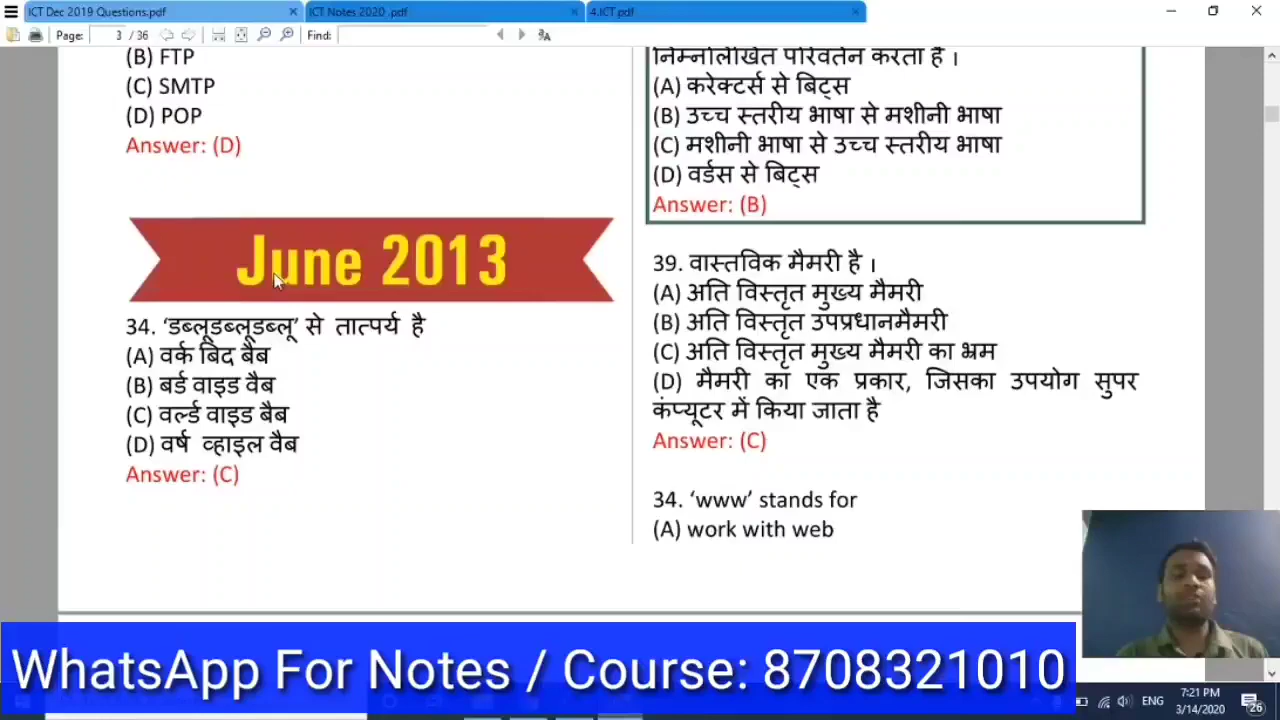 ICT Dec 2019 Questions.pdf
ICT Notes 2020 .pdf
4.ICT pdf
Page: 3 / 36
Find:
(B) FTP
(C) SMTP
(D) POP
Answer: (D)
June 2013
34. ‘डब्लूडब्लूडब्लू’ से तात्पर्य है
(A) वर्क बिद बैब
(B) बर्ड वाइड वैब
(C) वर्ल्ड वाइड बैब
(D) वर्ष व्हाइल वैब
Answer: (C)
निम्नलिखित परिवर्तन करता है ।
(A) करेक्टर्स से बिट्स
(B) उच्च स्तरीय भाषा से मशीनी भाषा
(C) मशीनी भाषा से उच्च स्तरीय भाषा
(D) वर्डस से बिट्स
Answer: (B)
39. वास्तविक मैमरी है ।
(A) अति विस्तृत मुख्य मैमरी
(B) अति विस्तृत उपप्रधानमैमरी
(C) अति विस्तृत मुख्य मैमरी का भ्रम
(D) मैमरी का एक प्रकार, जिसका उपयोग सुपर
कंप्यूटर में किया जाता है
Answer: (C)
34. ‘www’ stands for
(A) work with web
WhatsApp For Notes / Course: 8708321010
ENG
7:21 PM
3/14/2020
26